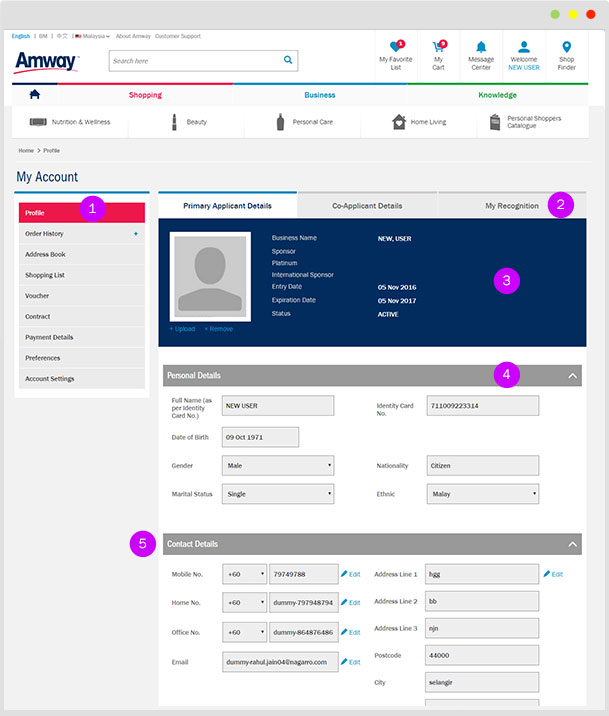 English | BM | 中文 | Malaysia About Amway Customer Support
Amway
Search here
1
9
My Favorite List
My Cart
Message Center
Welcome NEW USER
Shop Finder
Shopping Business Knowledge
Nutrition & Wellness
Beauty
Personal Care
Home Living
Personal Shoppers Catalogue
Home > Profile
My Account
Profile
1
Order History +
Address Book
Shopping List
Voucher
Contract
Payment Details
Preferences
Account Settings
Primary Applicant Details
Co-Applicant Details
My Recognition
2
+ Upload + Remove
Business Name NEW, USER
Sponsor
Platinum
International Sponsor
Entry Date 05 Nov 2016
Expiration Date 05 Nov 2017
Status ACTIVE
3
Personal Details
4
Full Name (as per Identity Card No.) NEW USER
Identity Card No. 711009223314
Date of Birth 09 Oct 1971
Gender Male
Nationality Citizen
Marital Status Single
Ethnic Malay
5
Contact Details
Mobile No. +60 79749788 Edit
Address Line 1 hgg Edit
Home No. +60 dummy-797948794 Edit
Address Line 2 bb
Office No. +60 dummy-864876486 Edit
Address Line 3 njn
Email dummy-rahul.jain04@nagarro.com Edit
Postcode 44000
City selangir